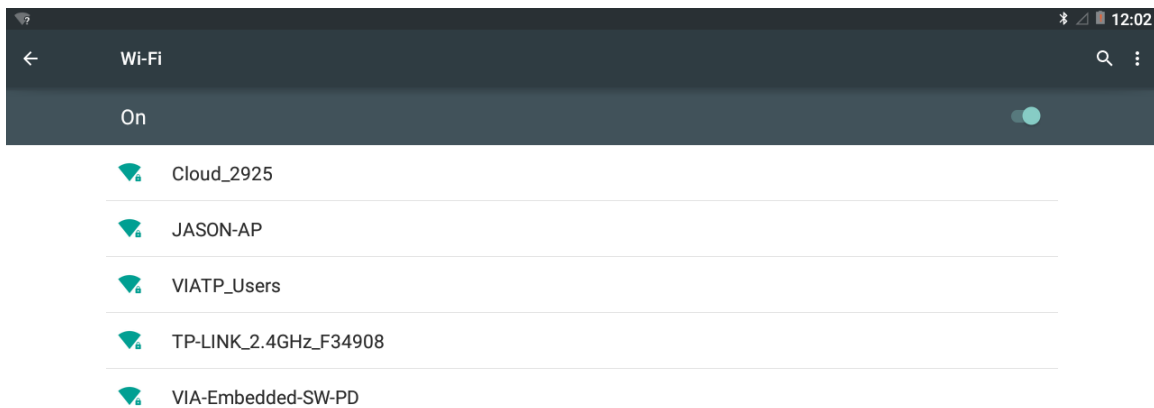 12:02
Wi-Fi
On
Cloud_2925
JASON-AP
VIATP_Users
TP-LINK_2.4GHz_F34908
VIA-Embedded-SW-PD